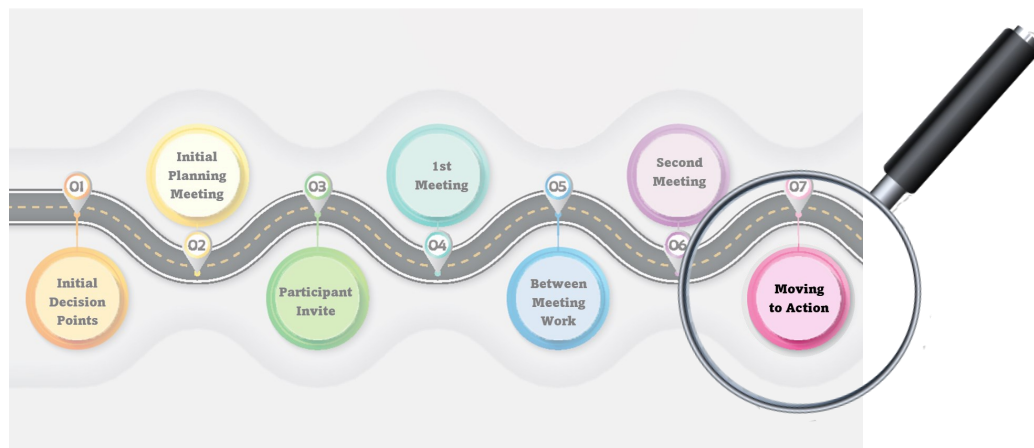 01
Initial
Decision
Points
Initial
Planning
Meeting
02
03
Participant
Invite
1st
Meeting
04
05
Between
Meeting
Work
Second
Meeting
06
07
Moving
to Action